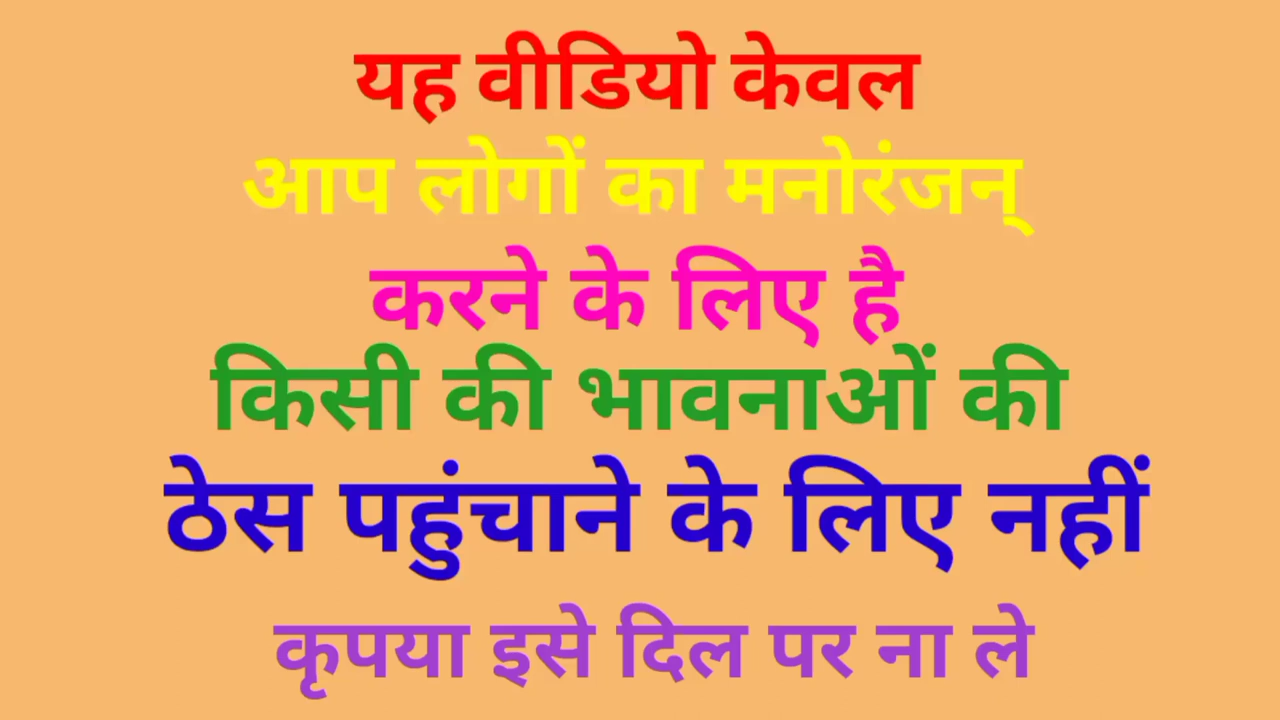 यह वीडियो केवल
आप लोगों का मनोरंजन्
करने के लिए है
किसी की भावनाओं की
ठेस पहुंचाने के लिए नहीं
कृपया इसे दिल पर ना ले